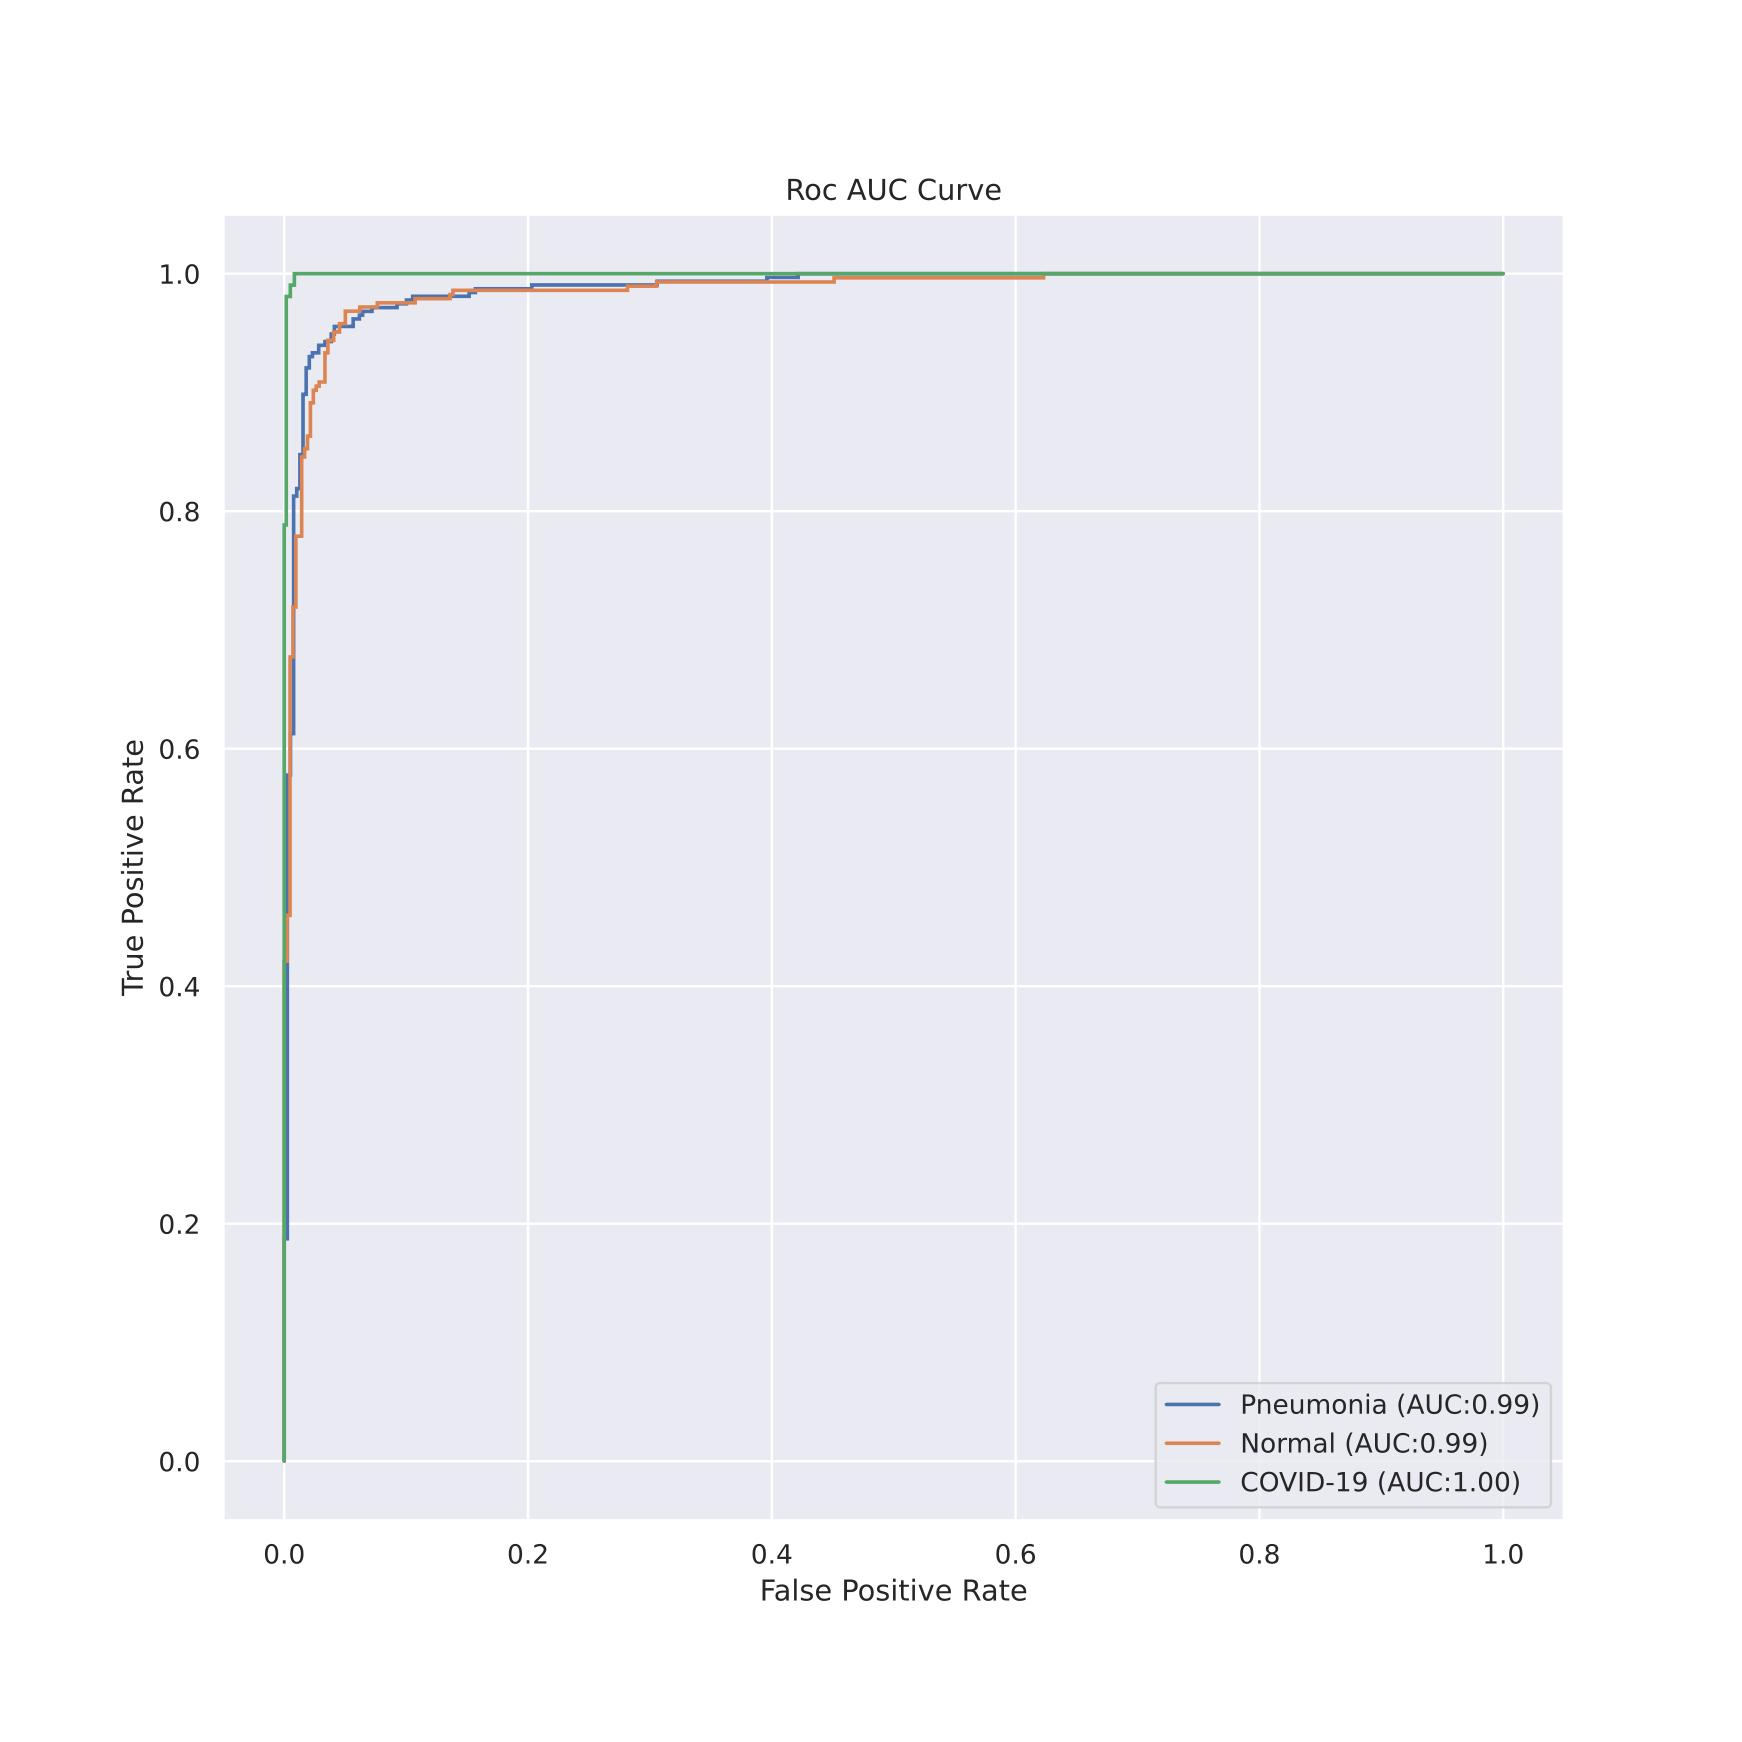 Roc AUC Curve
True Positive Rate
1.0
0.8
0.6
0.4
0.2
0.0
0.0 0.2 0.4 0.6 0.8 1.0
False Positive Rate
Pneumonia (AUC:0.99)
Normal (AUC:0.99)
COVID-19 (AUC:1.00)